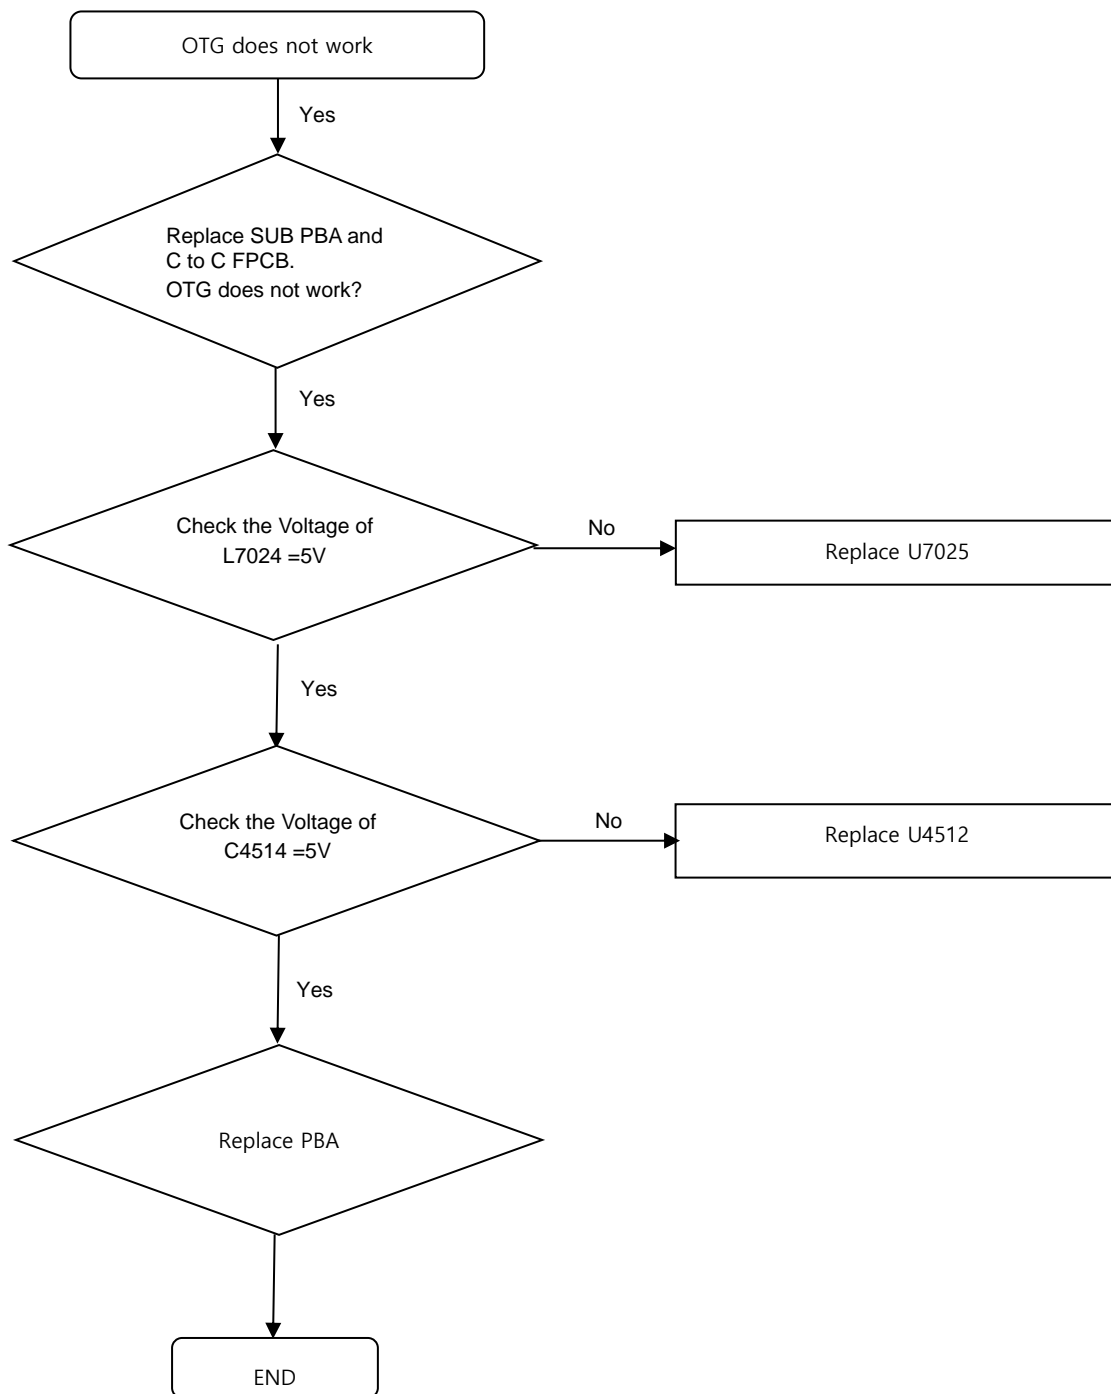 OTG does not work
Yes
Replace SUB PBA and
C to C FPCB.
OTG does not work?
Yes
Check the Voltage of
L7024 =5V
No
Replace U7025
Yes
Check the Voltage of
C4514 =5V
No
Replace U4512
Yes
Replace PBA
END